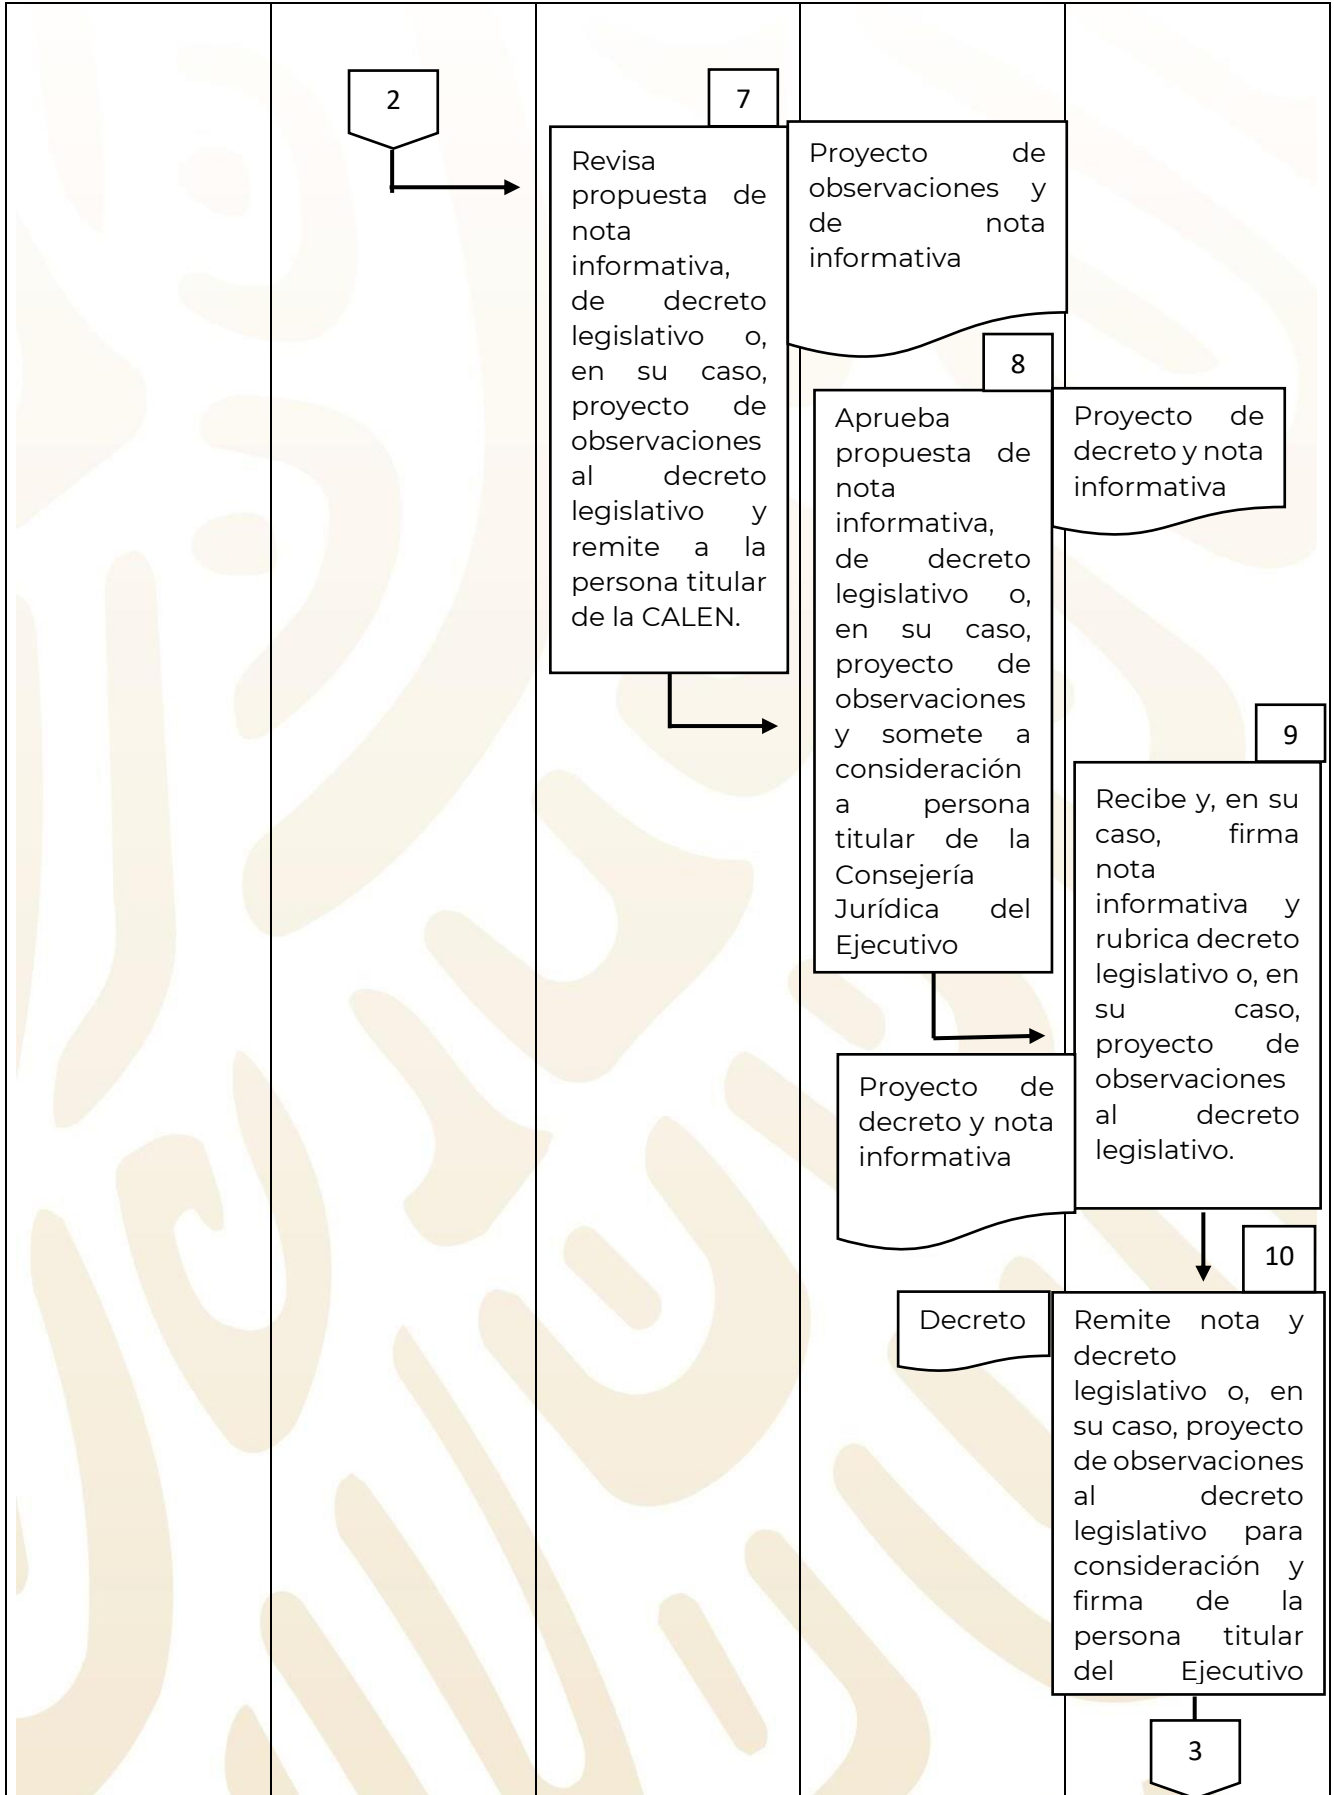 2
7
Revisa
propuesta de
nota
informativa,
de decreto
legislativo o,
en su caso,
proyecto de
observaciones
al decreto
legislativo y
remite a la
persona titular
de la CALEN.
Proyecto de
observaciones y
de nota
informativa
8
Aprueba
propuesta de
nota
informativa,
de decreto
legislativo o,
en su caso,
proyecto de
observaciones
y somete a
consideración
a persona
titular de la
Consejería
Jurídica del
Ejecutivo
Proyecto de
decreto y nota
informativa
9
Recibe y, en su
caso, firma
nota
informativa y
rubrica decreto
legislativo o, en
su caso,
proyecto de
observaciones
al decreto
legislativo.
Proyecto de
decreto y nota
informativa
10
Decreto
Remite nota y
decreto
legislativo o, en
su caso, proyecto
de observaciones
al decreto
legislativo para
consideración y
firma de la
persona titular
del Ejecutivo
3